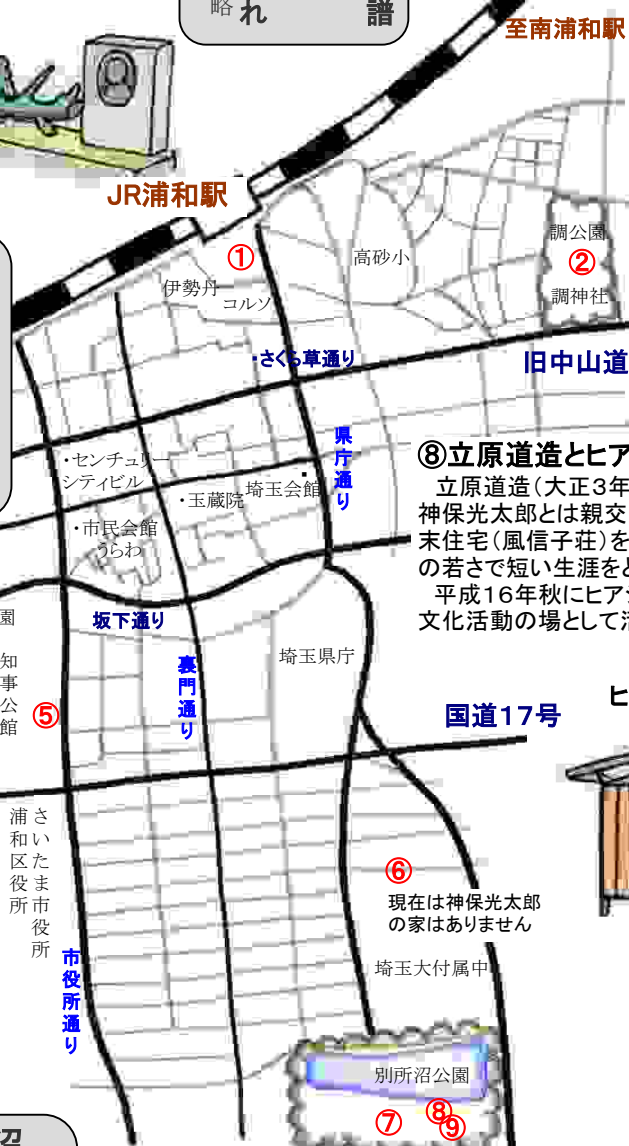 略
れ
譜
至南浦和駅
JR浦和駅
①
伊勢丹
コルソ
高砂小
調公園
②
調神社
・さくら草通り
旧中山道
県庁通り
・センチュリー
シティビル
・玉蔵院
埼玉会館
・市民会館
うらわ
⑧立原道造とヒア
立原道造（大正3年
神保光太郎とは親交
末住宅（風信子荘）を
の若さで短い生涯をと
平成16年秋にヒアシ
文化活動の場として活
坂下通り
園
知事公館
⑤
裏門通り
埼玉県庁
国道17号
ヒ
さいたま市役所
浦和区役所
⑥
現在は神保光太郎
の家はありません
市役所通り
埼玉大付属中
別所沼公園
⑦
⑧
⑨
沼